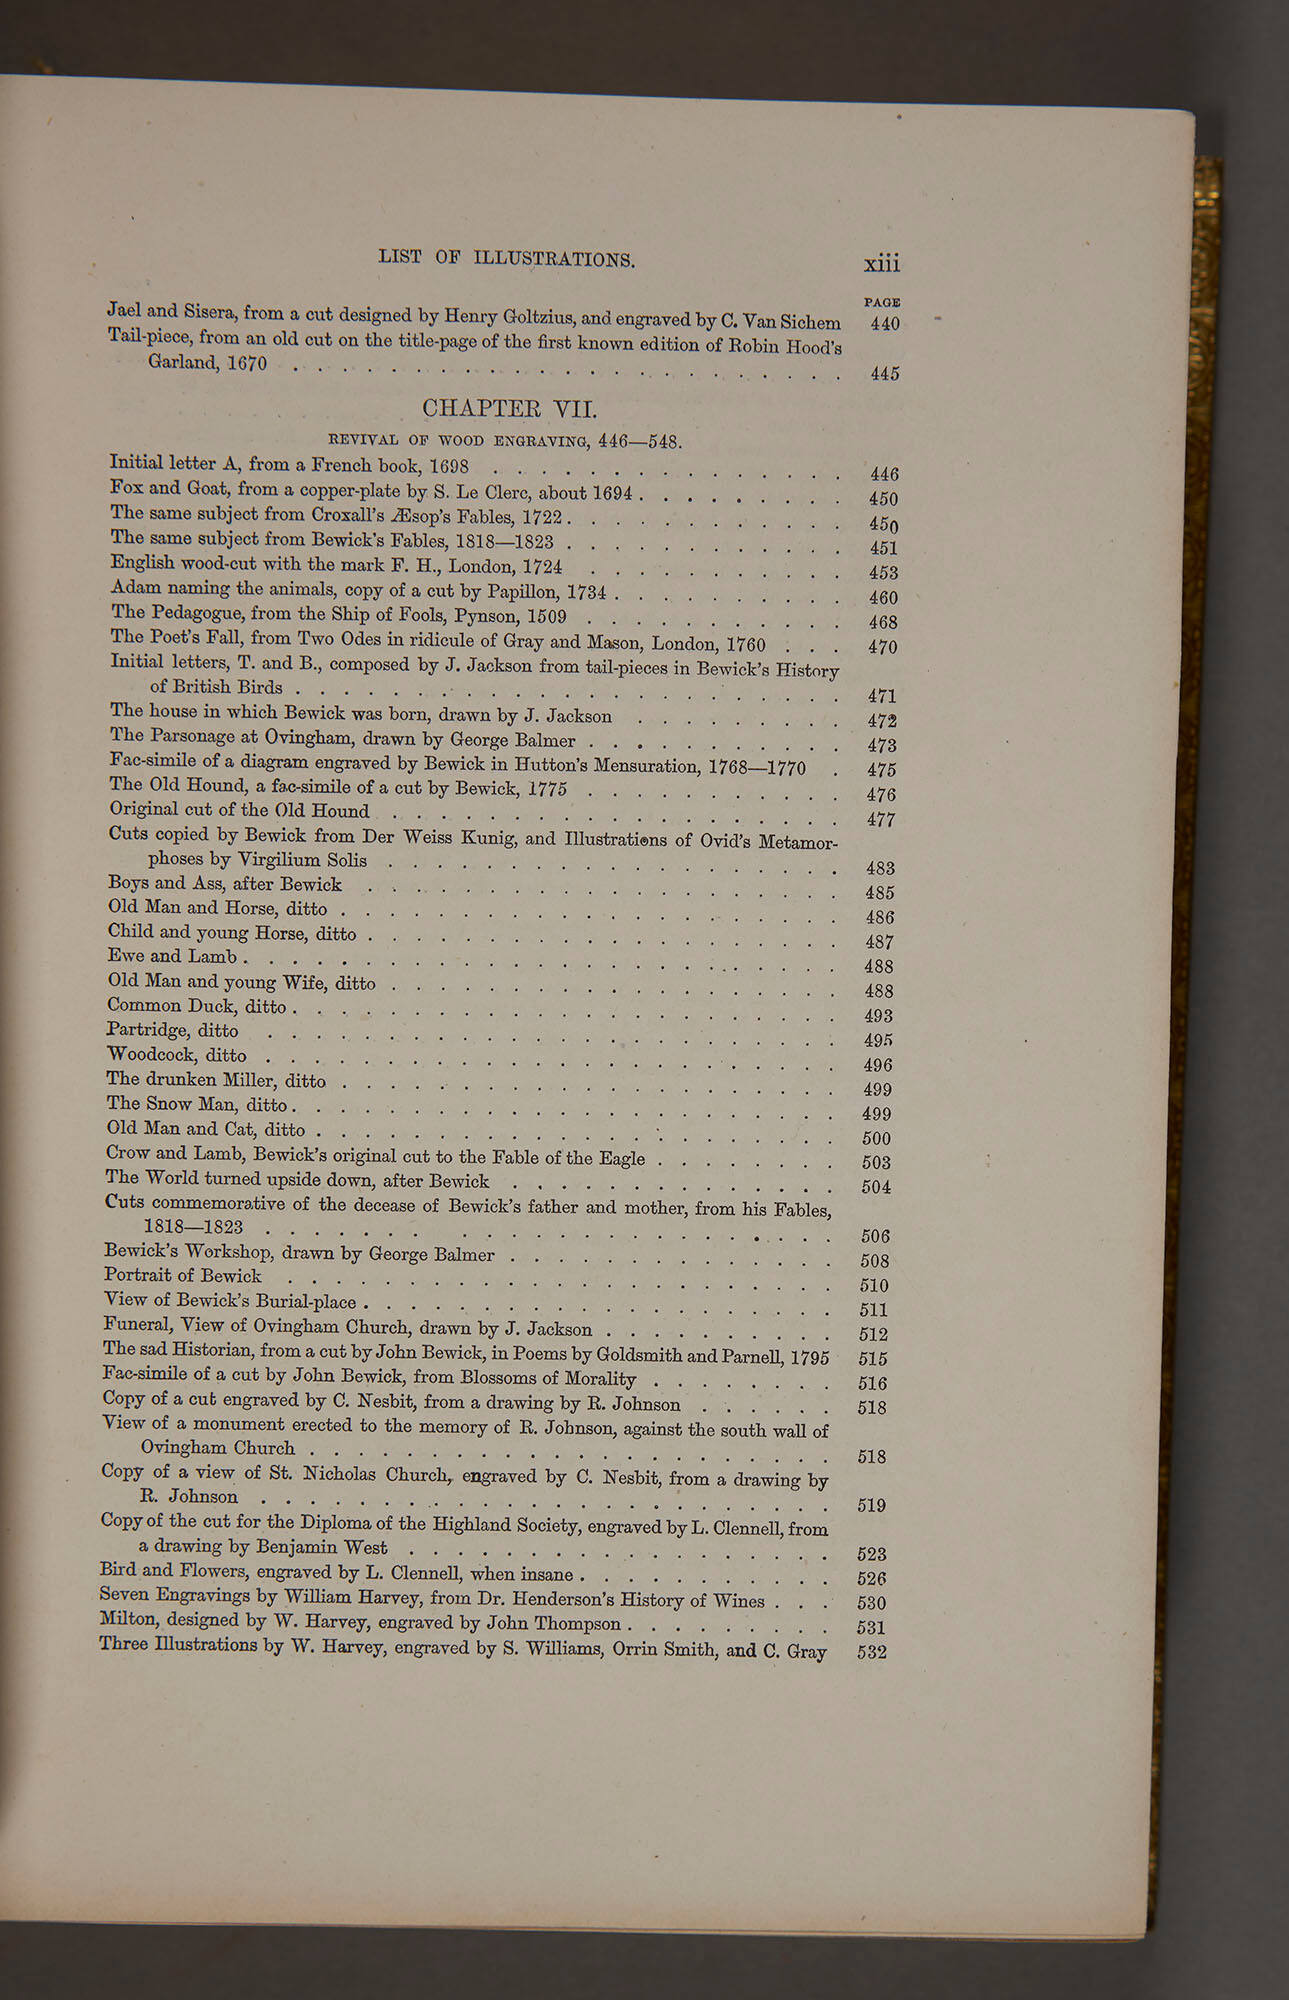 LIST OF ILLUSTRATIONS. xiii
PAGE
Jael and Sisera, from a cut designed by Henry Goltzius, and engraved by C. Van Sichem 440
Tail-piece, from an old cut on the title-page of the first known edition of Robin Hood's
Garland, 1670 . . . . . . . . . . . . . . . . . . . . . . . 445
CHAPTER VII.
REVIVAL OF WOOD ENGRAVING, 446—548.
Initial letter A, from a French book, 1698 . . . . . . . . . . . . . . . 446
Fox and Goat, from a copper-plate by S. Le Clerc, about 1694 . . . . . . . . . 450
The same subject from Croxall's Æsop's Fables, 1722 . . . . . . . . . . . . 450
The same subject from Bewick's Fables, 1818—1823 . . . . . . . . . . . . 451
English wood-cut with the mark F. H., London, 1724 . . . . . . . . . . . 453
Adam naming the animals, copy of a cut by Papillon, 1734 . . . . . . . . . . 460
The Pedagogue, from the Ship of Fools, Pynson, 1509 . . . . . . . . . . . 468
The Poet's Fall, from Two Odes in ridicule of Gray and Mason, London, 1760 . . . 470
Initial letters, T. and B., composed by J. Jackson from tail-pieces in Bewick's History
of British Birds . . . . . . . . . . . . . . . . . . . . . . . 471
The house in which Bewick was born, drawn by J. Jackson . . . . . . . . . 472
The Parsonage at Ovingham, drawn by George Balmer . . . . . . . . . . . 473
Fac-simile of a diagram engraved by Bewick in Hutton's Mensuration, 1768—1770 . 475
The Old Hound, a fac-simile of a cut by Bewick, 1775 . . . . . . . . . . . 476
Original cut of the Old Hound . . . . . . . . . . . . . . . . . . . 477
Cuts copied by Bewick from Der Weiss Kunig, and Illustrations of Ovid's Metamor-
phoses by Virgilium Solis . . . . . . . . . . . . . . . . . . . 483
Boys and Ass, after Bewick . . . . . . . . . . . . . . . . . . . . 485
Old Man and Horse, ditto . . . . . . . . . . . . . . . . . . . . . 486
Child and young Horse, ditto . . . . . . . . . . . . . . . . . . . . 487
Ewe and Lamb . . . . . . . . . . . . . . . . . . . . . . . . . 488
Old Man and young Wife, ditto . . . . . . . . . . . . . . . . . . . 488
Common Duck, ditto . . . . . . . . . . . . . . . . . . . . . . . 493
Partridge, ditto . . . . . . . . . . . . . . . . . . . . . . . . 495
Woodcock, ditto . . . . . . . . . . . . . . . . . . . . . . . . 496
The drunken Miller, ditto . . . . . . . . . . . . . . . . . . . . . 499
The Snow Man, ditto . . . . . . . . . . . . . . . . . . . . . . . 499
Old Man and Cat, ditto . . . . . . . . . . . . . . . . . . . . . . 500
Crow and Lamb, Bewick's original cut to the Fable of the Eagle . . . . . . . . 503
The World turned upside down, after Bewick . . . . . . . . . . . . . . 504
Cuts commemorative of the decease of Bewick's father and mother, from his Fables,
1818—1823 . . . . . . . . . . . . . . . . . . . . . . . 506
Bewick's Workshop, drawn by George Balmer . . . . . . . . . . . . . . 508
Portrait of Bewick . . . . . . . . . . . . . . . . . . . . . . . 510
View of Bewick's Burial-place . . . . . . . . . . . . . . . . . . . . 511
Funeral, View of Ovingham Church, drawn by J. Jackson . . . . . . . . . . 512
The sad Historian, from a cut by John Bewick, in Poems by Goldsmith and Parnell, 1795 515
Fac-simile of a cut by John Bewick, from Blossoms of Morality . . . . . . . . 516
Copy of a cut engraved by C. Nesbit, from a drawing by R. Johnson . . . . . . 518
View of a monument erected to the memory of R. Johnson, against the south wall of
Ovingham Church . . . . . . . . . . . . . . . . . . . . . . 518
Copy of a view of St. Nicholas Church, engraved by C. Nesbit, from a drawing by
R. Johnson . . . . . . . . . . . . . . . . . . . . . . . . 519
Copy of the cut for the Diploma of the Highland Society, engraved by L. Clennell, from
a drawing by Benjamin West . . . . . . . . . . . . . . . . . . 523
Bird and Flowers, engraved by L. Clennell, when insane . . . . . . . . . . . 526
Seven Engravings by William Harvey, from Dr. Henderson's History of Wines . . . 530
Milton, designed by W. Harvey, engraved by John Thompson . . . . . . . . . 531
Three Illustrations by W. Harvey, engraved by S. Williams, Orrin Smith, and C. Gray 532